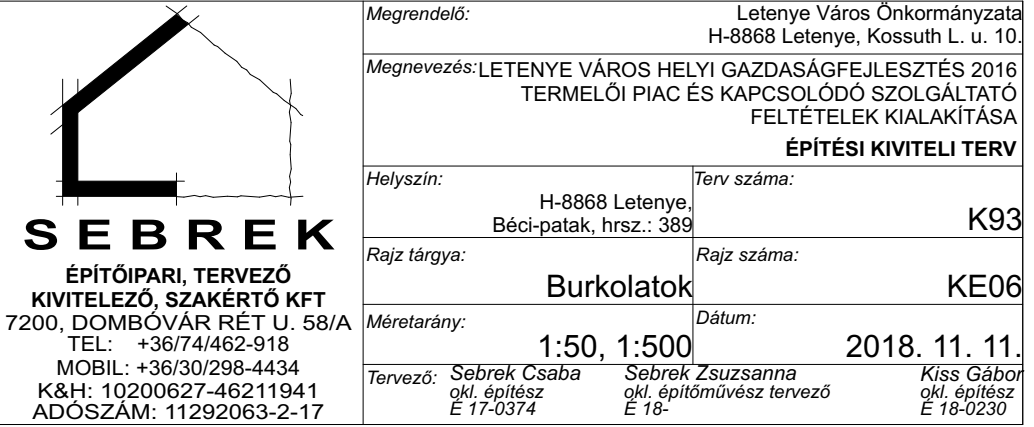 SEBREK
ÉPÍTŐIPARI, TERVEZŐ
KIVITELEZŐ, SZAKÉRTŐ KFT
7200, DOMBÓVÁR RÉT U. 58/A
TEL: +36/74/462-918
MOBIL: +36/30/298-4434
K&H: 10200627-46211941
ADÓSZÁM: 11292063-2-17
Megrendelő: Letenye Város Önkormányzata
H-8868 Letenye, Kossuth L. u. 10.
Megnevezés: LETENYE VÁROS HELYI GAZDASÁGFEJLESZTÉS 2016
TERMELŐI PIAC ÉS KAPCSOLÓDÓ SZOLGÁLTATÓ
FELTÉTELEK KIALAKÍTÁSA
ÉPÍTÉSI KIVITELI TERV
Helyszín:
H-8868 Letenye,
Béci-patak, hrsz.: 389
Terv száma:
K93
Rajz tárgya:
Burkolatok
Rajz száma:
KE06
Méretarány:
1:50, 1:500
Dátum:
2018. 11. 11.
Tervező: Sebrek Csaba
okl. építész
É 17-0374
Sebrek Zsuzsanna
okl. építőművész tervező
É 18-
Kiss Gábor
okl. építész
É 18-0230